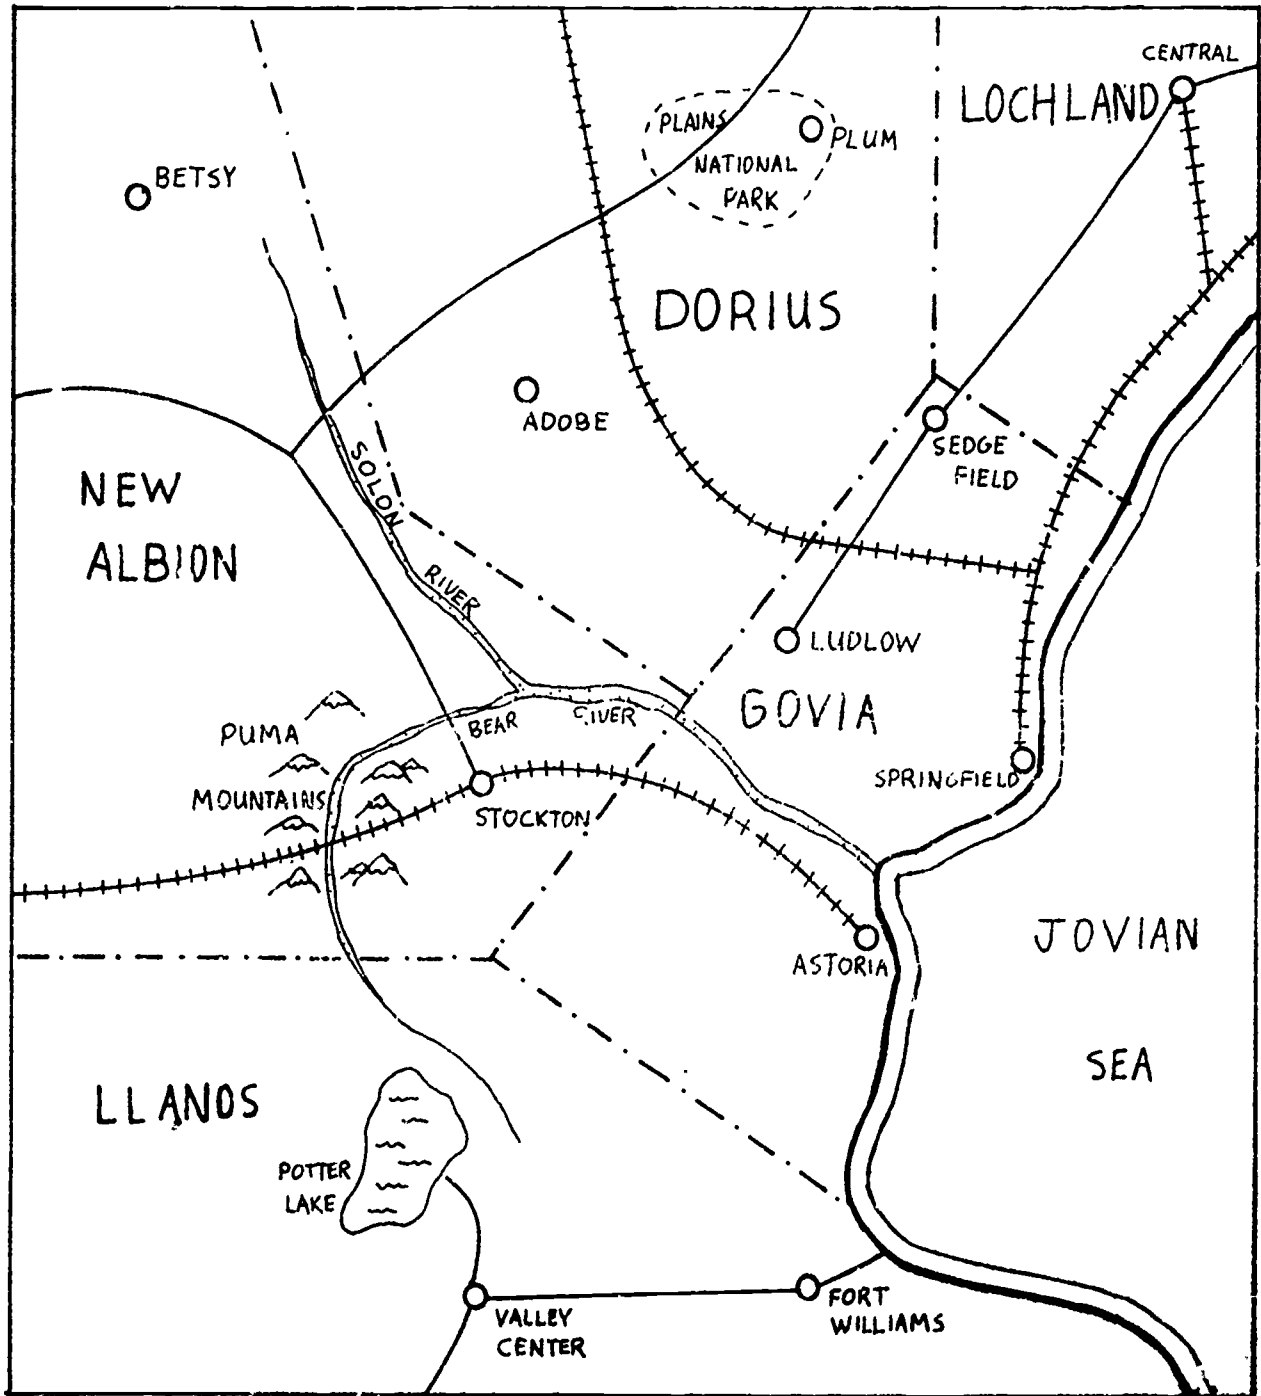 CENTRAL
LOCHLAND
PLAINS
PLUM
NATIONAL
PARK
BETSY
DORIUS
ADOBE
SEDGE
FIELD
SOLON
RIVER
NEW
ALBION
LUDLOW
GOVIA
BEAR
RIVER
PUMA
MOUNTAINS
SPRINGFIELD
STOCKTON
ASTORIA
JOVIAN
SEA
LLANOS
POTTER
LAKE
FORT
WILLIAMS
VALLEY
CENTER